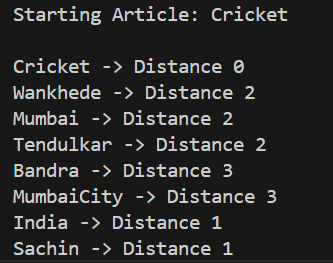 Starting Article: Cricket
Cricket -> Distance 0
Wankhede -> Distance 2
Mumbai -> Distance 2
Tendulkar -> Distance 2
Bandra -> Distance 3
MumbaiCity -> Distance 3
India -> Distance 1
Sachin -> Distance 1